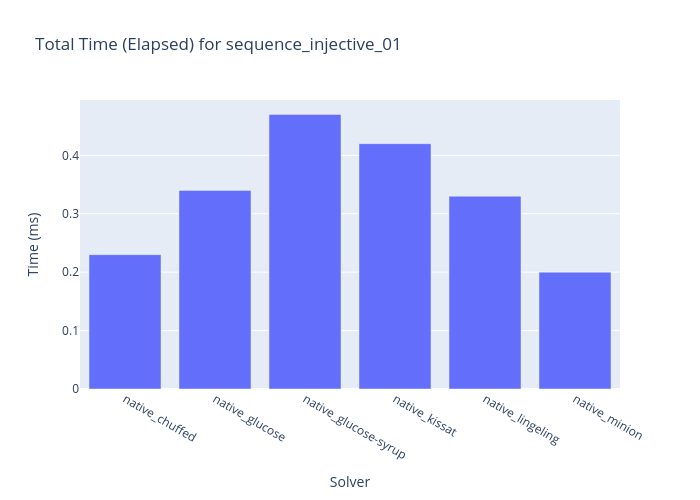 Total Time (Elapsed) for sequence_injective_01
Time (ms)
0.4
0.3
0.2
0.1
0
native_chuffed
native_glucose
native_glucose-syrup
native_kissat
native_lingeling
native_minion
Solver